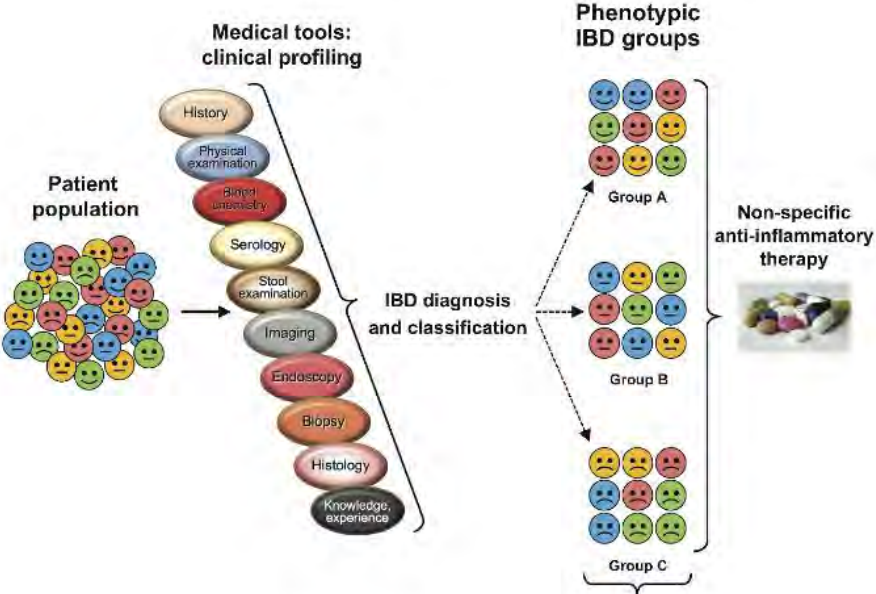 Medical tools:
clinical profiling
Phenotypic
IBD groups
Patient
population
History
Physical
examination
Blood
chemistry
Serology
Stool
examination
Imaging
Endoscopy
Biopsy
Histology
Knowledge,
experience
IBD diagnosis
and classification
Group A
Group B
Group C
Non-specific
anti-inflammatory
therapy